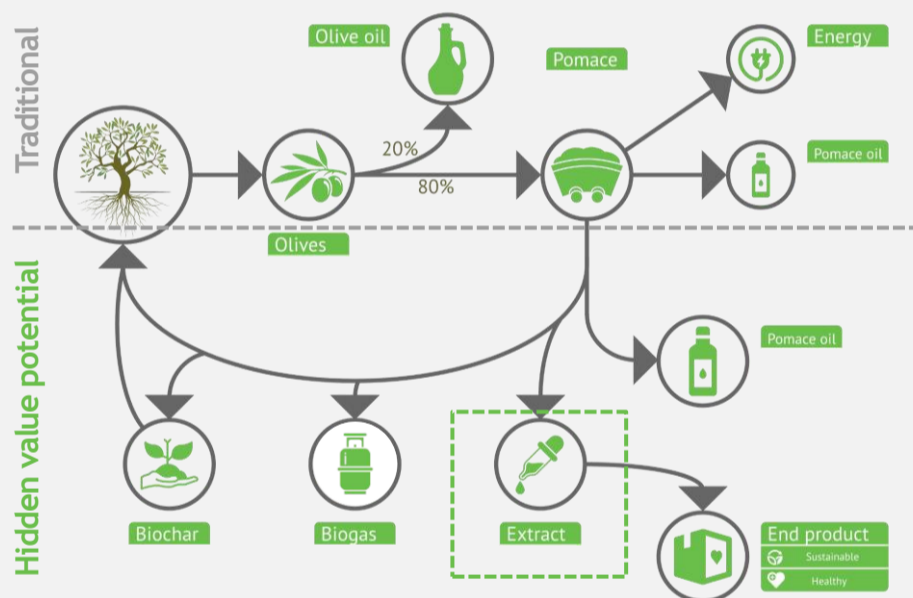 Traditional
Olive oil
Pomace
Energy
20%
80%
Pomace oil
Olives
Hidden value potential
Pomace oil
Biochar
Biogas
Extract
End product
Sustainable
Healthy